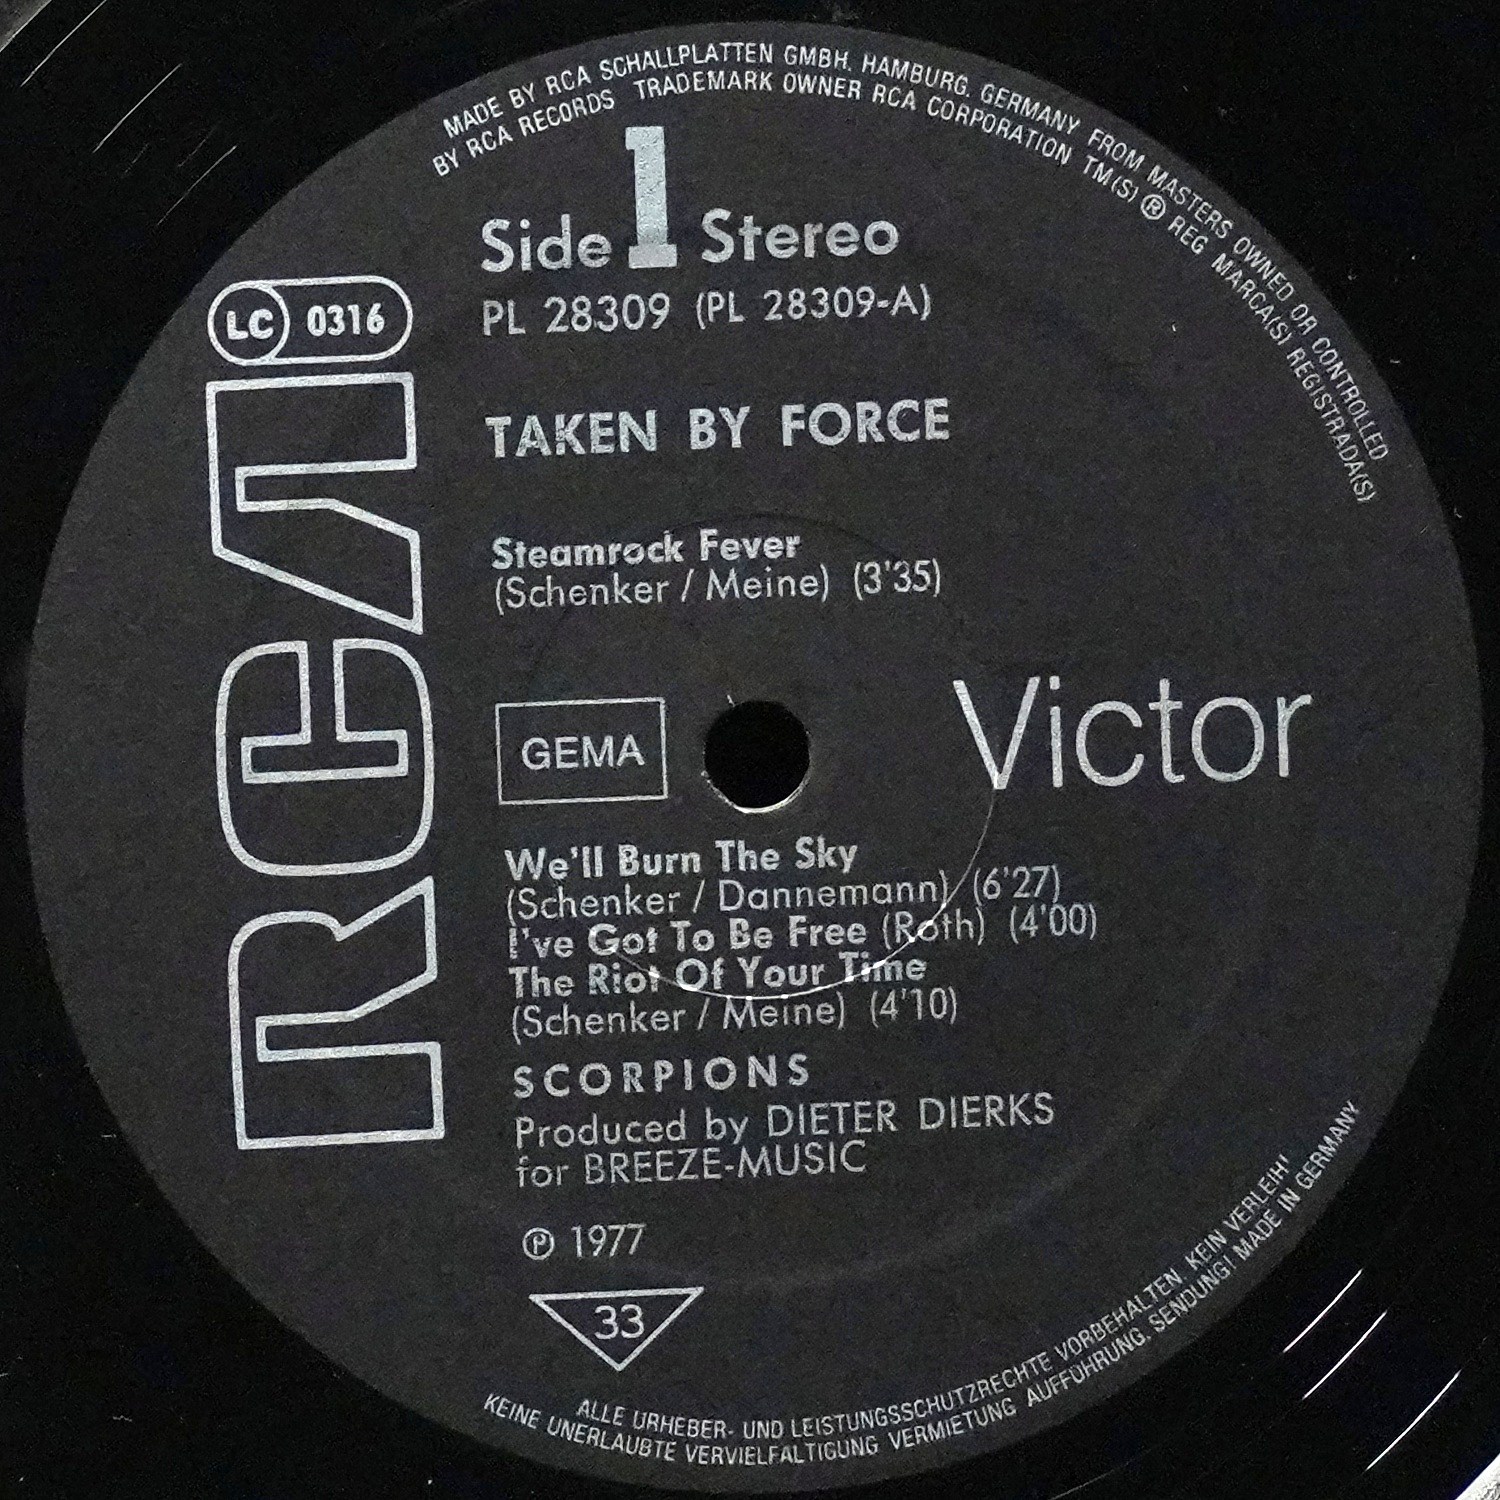 MADE BY RCA SCHALLPLATTEN GMBH. HAMBURG. GERMANY FROM MASTERS OWNED OR CONTROLLED
BY RCA RECORDS TRADEMARK OWNER RCA CORPORATION TM(S) ® REG MARCA(S) REGISTRADA(S)
Side 1 Stereo
PL 28309 (PL 28309-A)
LC 0316
RCA
TAKEN BY FORCE
Steamrock Fever
(Schenker / Meine) (3'35)
GEMA
Victor
We'll Burn The Sky
(Schenker / Dannemann) (6'27)
I've Got To Be Free (Roth) (4'00)
The Riot Of Your Time
(Schenker / Meine) (4'10)
SCORPIONS
Produced by DIETER DIERKS
for BREEZE-MUSIC
℗ 1977
33
ALLE URHEBER- UND LEISTUNGSSCHUTZRECHTE VORBEHALTEN. KEIN VERLEIH!
KEINE UNERLAUBTE VERVIELFÄLTIGUNG VERMIETUNG AUFFÜHRUNG. SENDUNG! MADE IN GERMANY